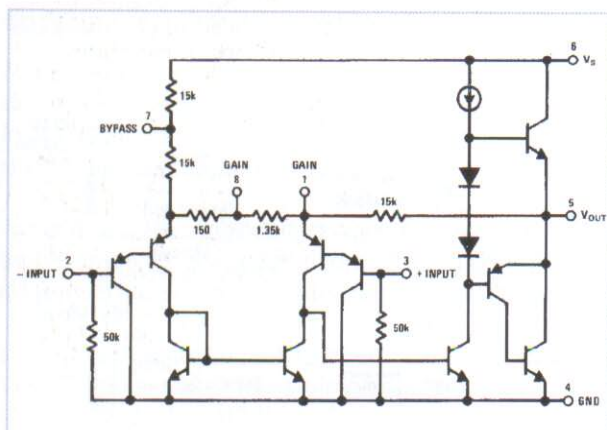 6
Vs
15k
7
BYPASS
15k
GAIN
8
GAIN
1
15k
5
VOUT
150
1.35k
2
− INPUT
3
+ INPUT
50k
50k
4
GND